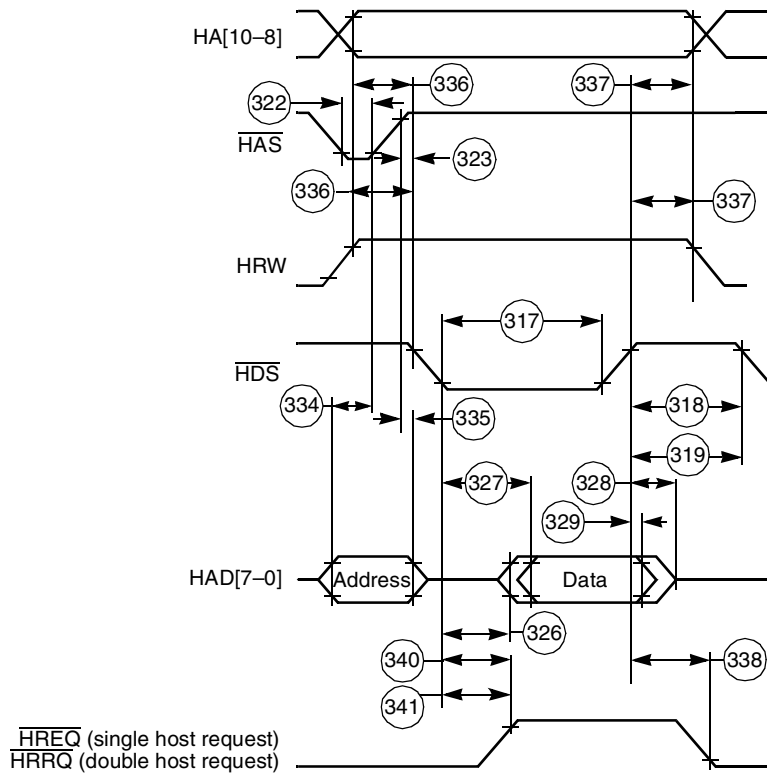 HA[10–8]
336
337
322
HAS
323
336
337
HRW
317
HDS
334
335
318
319
327
328
329
HAD[7–0]
Address
Data
326
340
338
341
HREQ (single host request)
HRRQ (double host request)